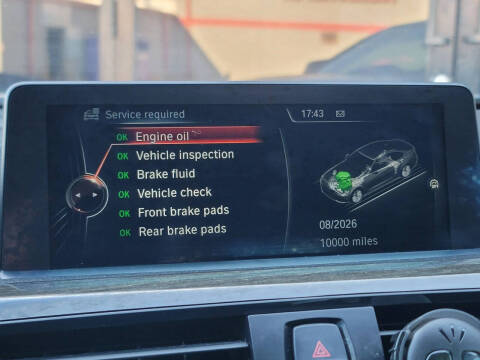 Service required
17:43
OK Engine oil
OK Vehicle inspection
OK Brake fluid
OK Vehicle check
OK Front brake pads
OK Rear brake pads
08/2026
10000 miles